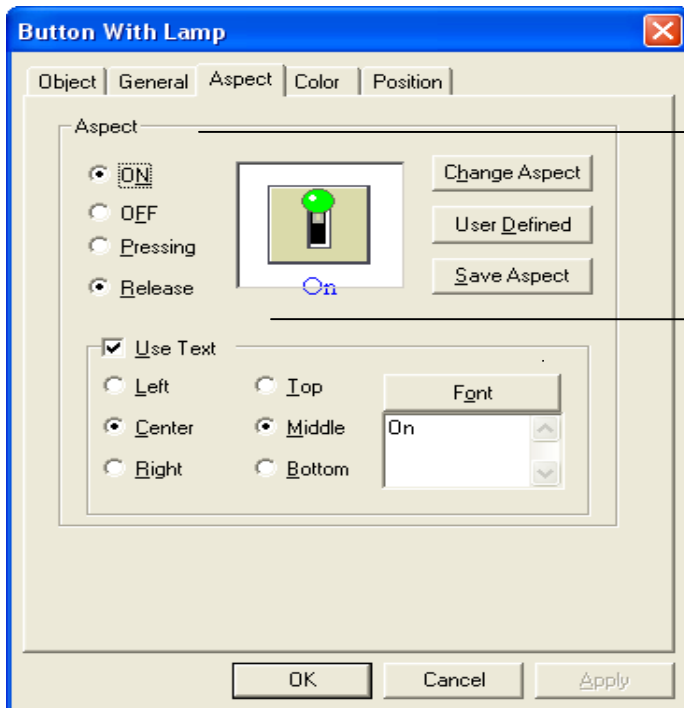 Button With Lamp
Object General Aspect Color Position
Aspect
ON
OFF
Pressing
Release
On
Change Aspect
User Defined
Save Aspect
Use Text
Left
Center
Right
Top
Middle
Bottom
Font
On
OK Cancel Apply